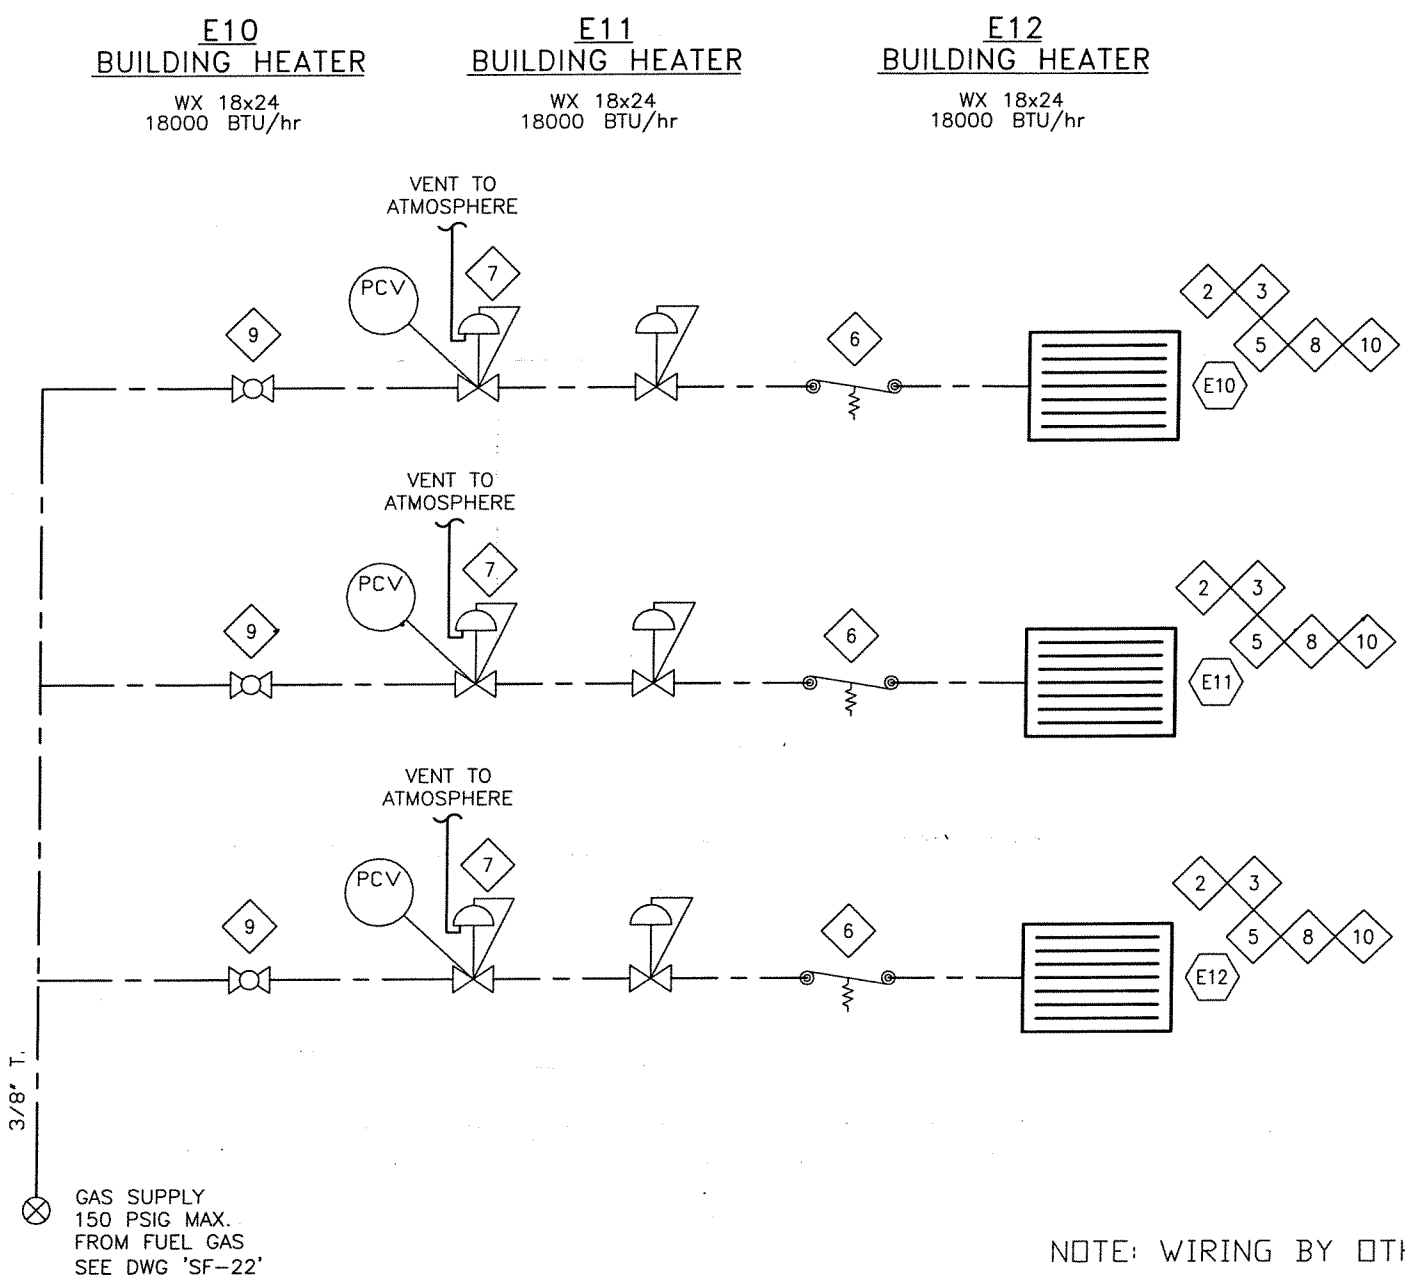 E10
BUILDING HEATER
WX 18x24
18000 BTU/hr
E11
BUILDING HEATER
WX 18x24
18000 BTU/hr
E12
BUILDING HEATER
WX 18x24
18000 BTU/hr
VENT TO
ATMOSPHERE
PCV
7
9
6
2
3
5
8
10
E10
VENT TO
ATMOSPHERE
PCV
7
9
6
2
3
5
8
10
E11
VENT TO
ATMOSPHERE
PCV
7
9
6
2
3
5
8
10
E12
3/8" T.
GAS SUPPLY
150 PSIG MAX.
FROM FUEL GAS
SEE DWG 'SF-22'
NOTE: WIRING BY